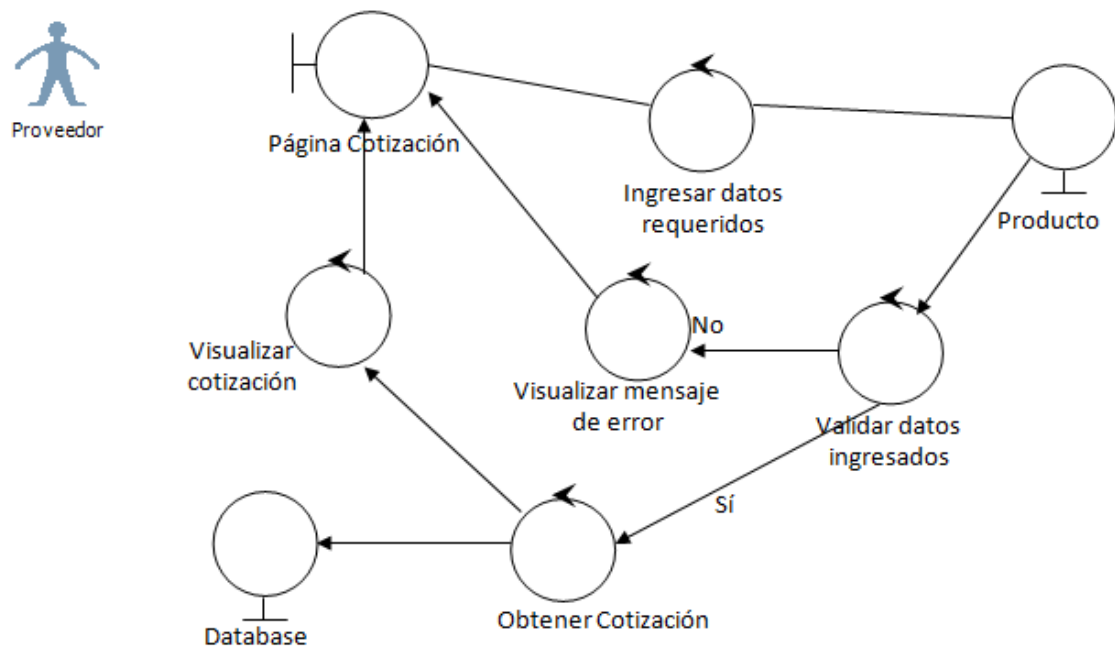 Proveedor
Página Cotización
Ingresar datos
requeridos
Producto
Visualizar
cotización
No
Visualizar mensaje
de error
Validar datos
ingresados
Sí
Database
Obtener Cotización